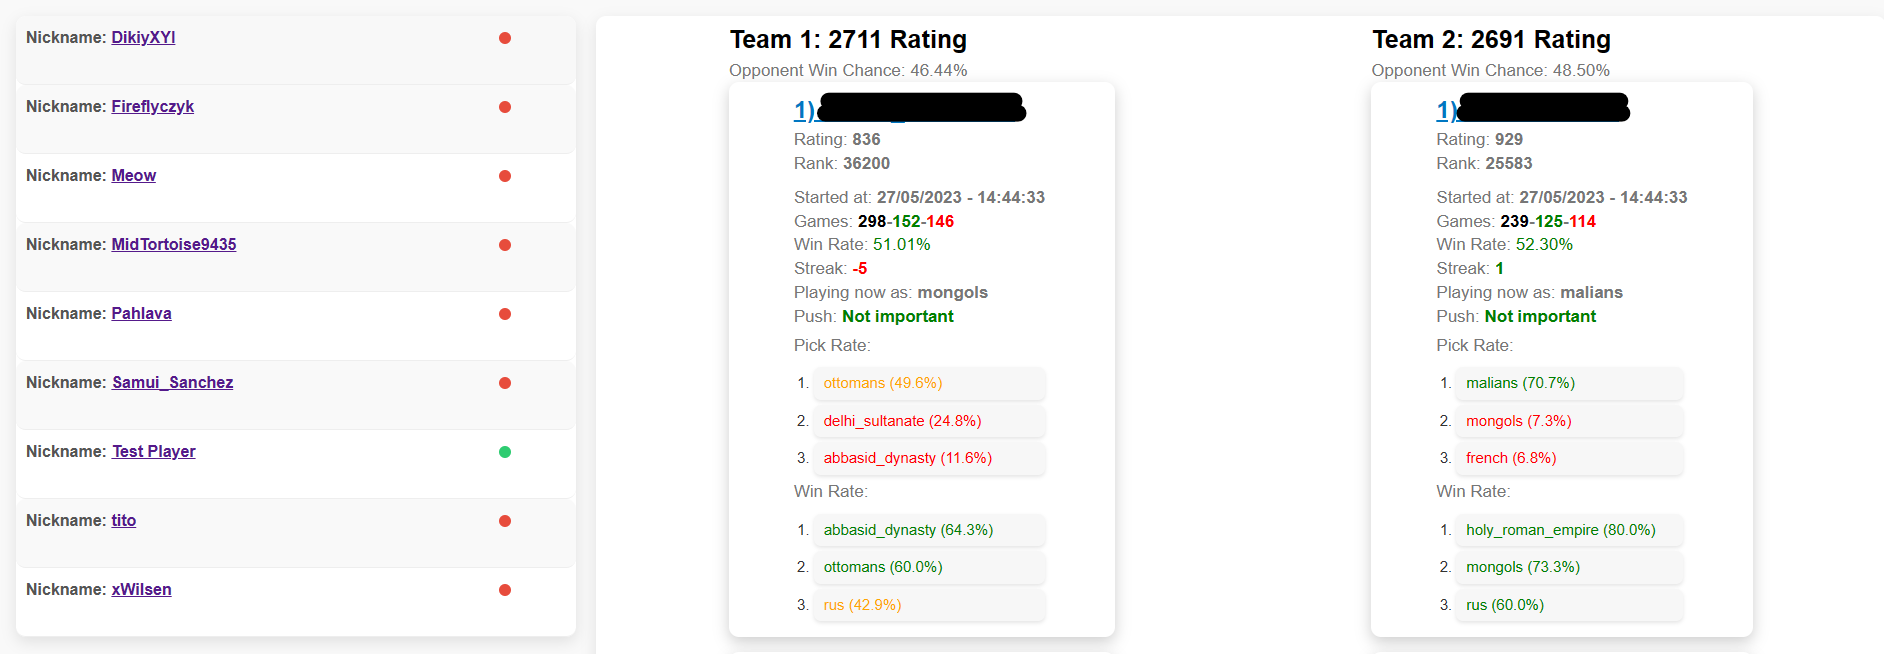 Nickname: DikiyXYI
Nickname: Fireflyczyk
Nickname: Meow
Nickname: MidTortoise9435
Nickname: Pahlava
Nickname: Samui_Sanchez
Nickname: Test Player
Nickname: tito
Nickname: xWilsen
Team 1: 2711 Rating
Opponent Win Chance: 46.44%
1)
Rating: 836
Rank: 36200
Started at: 27/05/2023 - 14:44:33
Games: 298-152-146
Win Rate: 51.01%
Streak: -5
Playing now as: mongols
Push: Not important
Pick Rate:
1. ottomans (49.6%)
2. delhi_sultanate (24.8%)
3. abbasid_dynasty (11.6%)
Win Rate:
1. abbasid_dynasty (64.3%)
2. ottomans (60.0%)
3. rus (42.9%)
Team 2: 2691 Rating
Opponent Win Chance: 48.50%
1)
Rating: 929
Rank: 25583
Started at: 27/05/2023 - 14:44:33
Games: 239-125-114
Win Rate: 52.30%
Streak: 1
Playing now as: malians
Push: Not important
Pick Rate:
1. malians (70.7%)
2. mongols (7.3%)
3. french (6.8%)
Win Rate:
1. holy_roman_empire (80.0%)
2. mongols (73.3%)
3. rus (60.0%)